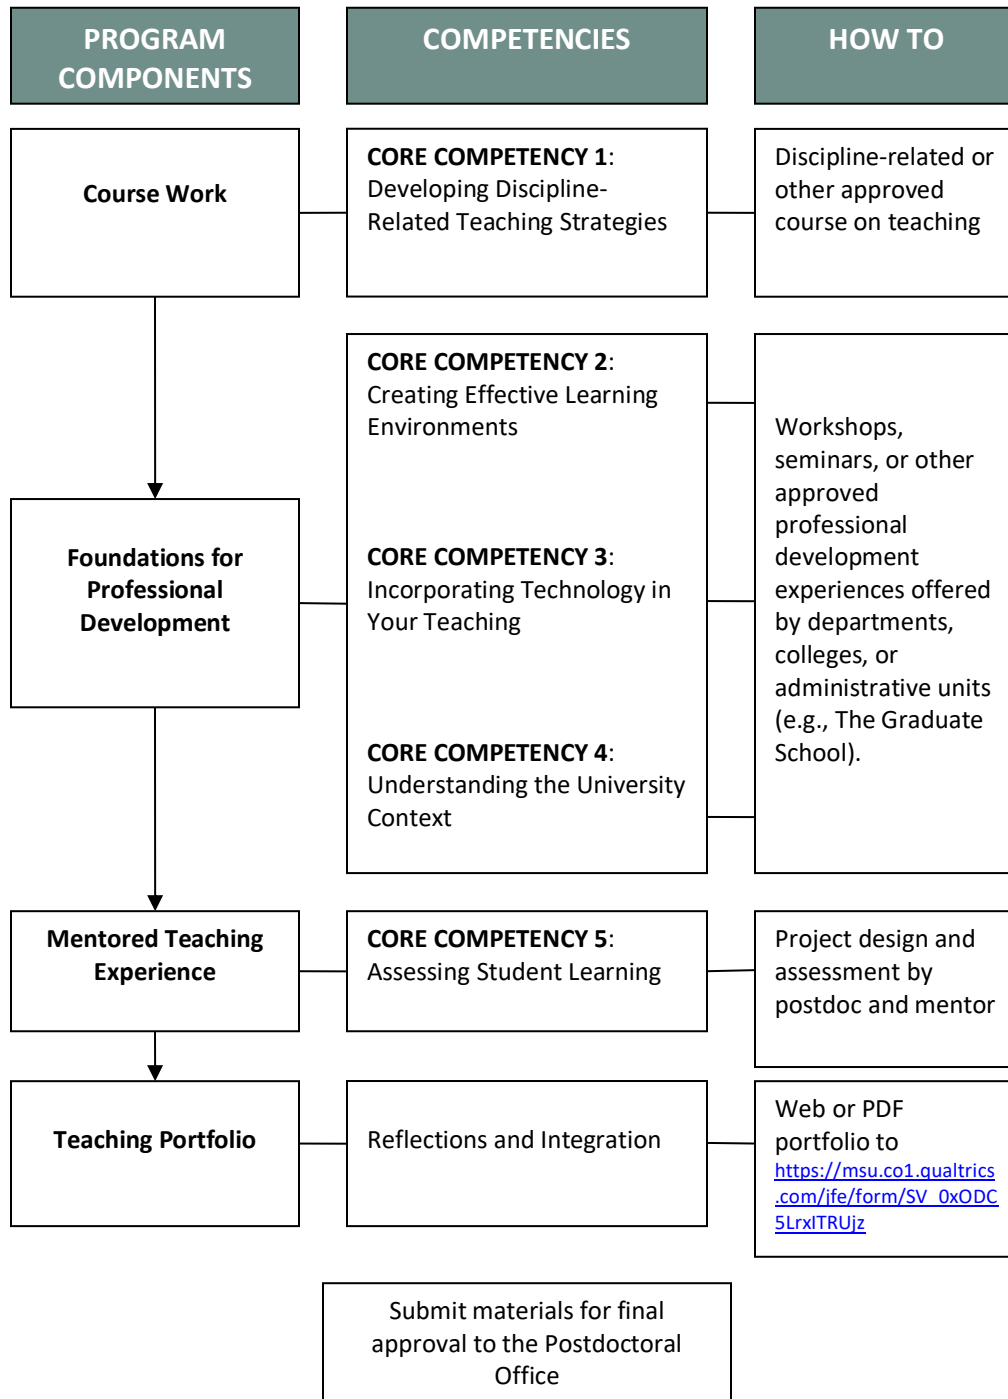 PROGRAM
COMPONENTS
COMPETENCIES
HOW TO
Course Work
CORE COMPETENCY 1:
Developing Discipline-
Related Teaching Strategies
Discipline-related or
other approved
course on teaching
Foundations for
Professional
Development
CORE COMPETENCY 2:
Creating Effective Learning
Environments
CORE COMPETENCY 3:
Incorporating Technology in
Your Teaching
CORE COMPETENCY 4:
Understanding the University
Context
Workshops,
seminars, or other
approved
professional
development
experiences offered
by departments,
colleges, or
administrative units
(e.g., The Graduate
School).
Mentored Teaching
Experience
CORE COMPETENCY 5:
Assessing Student Learning
Project design and
assessment by
postdoc and mentor
Teaching Portfolio
Reflections and Integration
Web or PDF
portfolio to
https://msu.co1.qualtrics
.com/jfe/form/SV_0xODC
5LrxITRUjz
Submit materials for final
approval to the Postdoctoral
Office